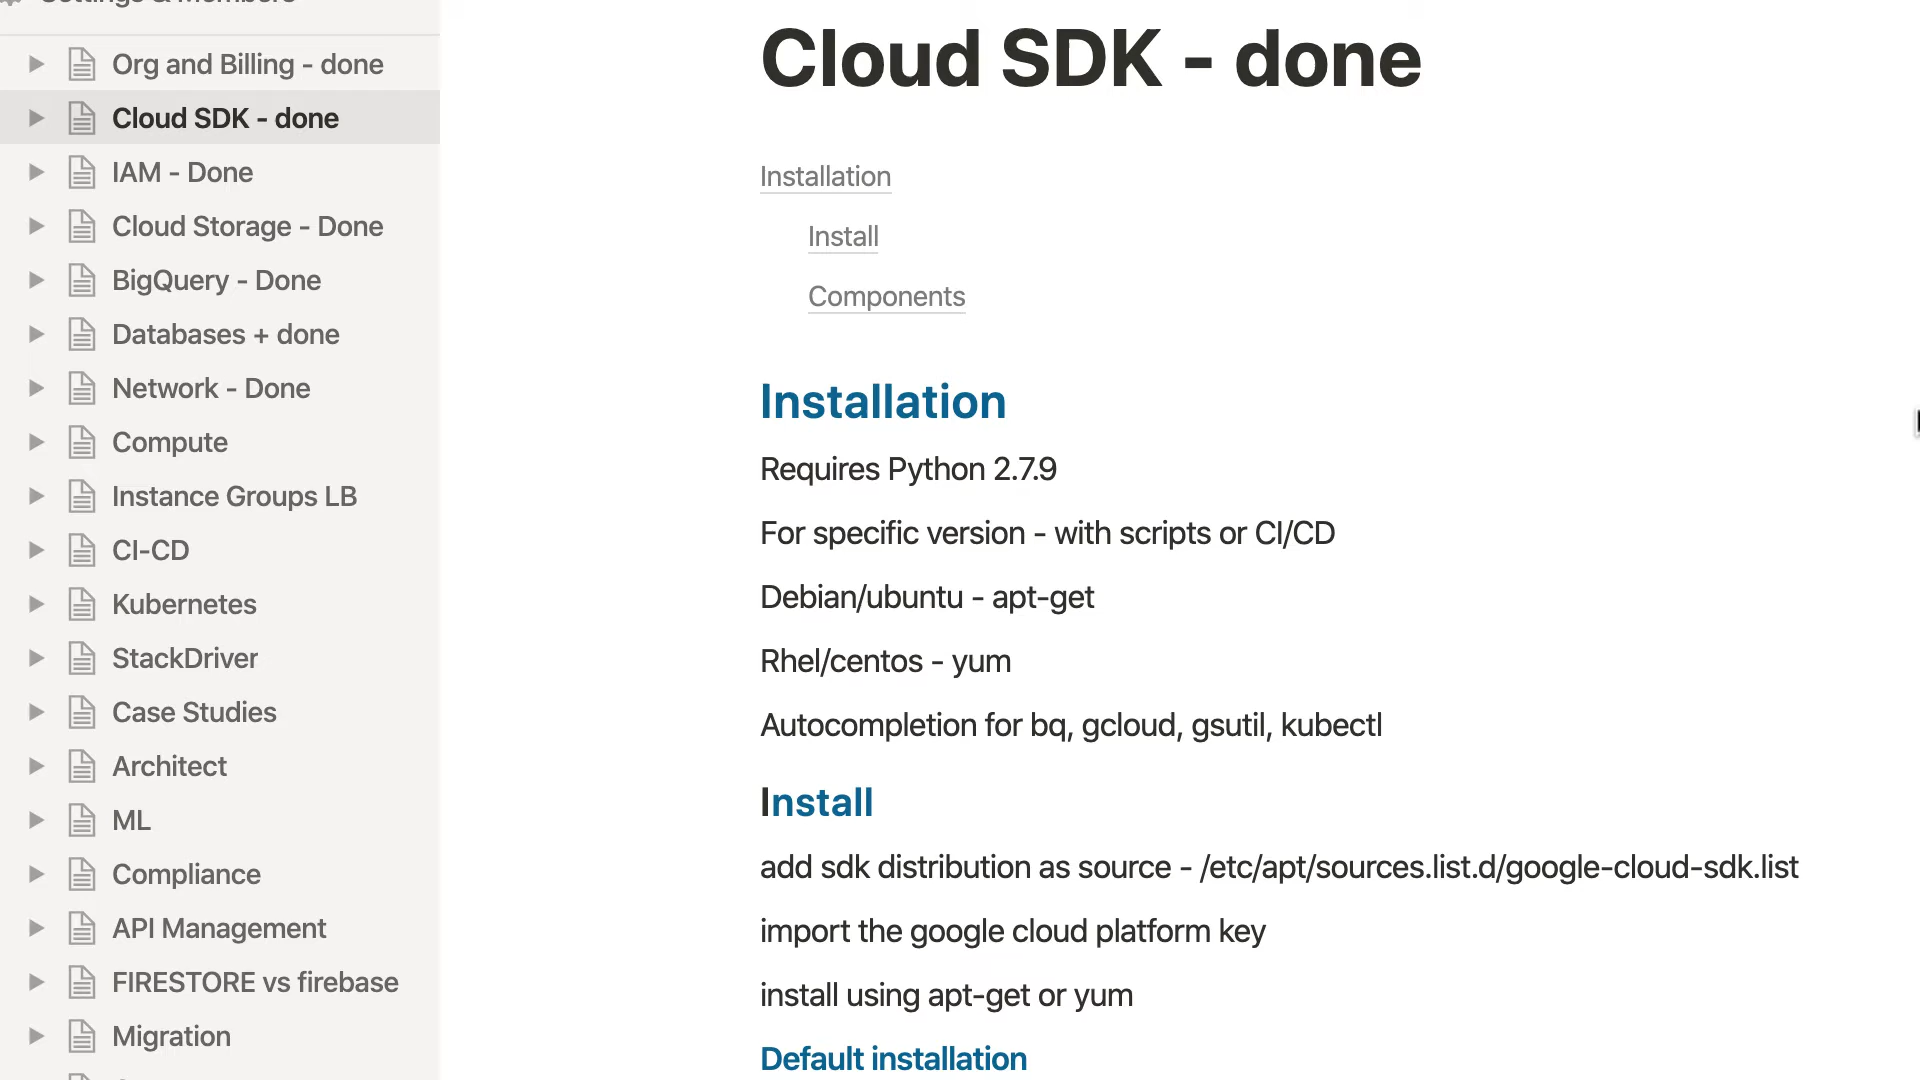 Settings & Members
Org and Billing - done
Cloud SDK - done
IAM - Done
Cloud Storage - Done
BigQuery - Done
Databases + done
Network - Done
Compute
Instance Groups LB
CI-CD
Kubernetes
StackDriver
Case Studies
Architect
ML
Compliance
API Management
FIRESTORE vs firebase
Migration
Cloud SDK - done
Installation
Install
Components
Installation
Requires Python 2.7.9
For specific version - with scripts or CI/CD
Debian/ubuntu - apt-get
Rhel/centos - yum
Autocompletion for bq, gcloud, gsutil, kubectl
Install
add sdk distribution as source - /etc/apt/sources.list.d/google-cloud-sdk.list
import the google cloud platform key
install using apt-get or yum
Default installation